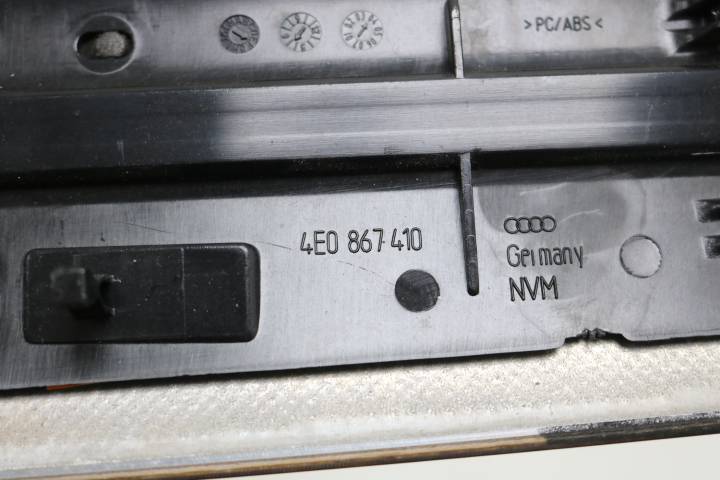 >PC/ABS<
4E0 867 410
Germany
NVM